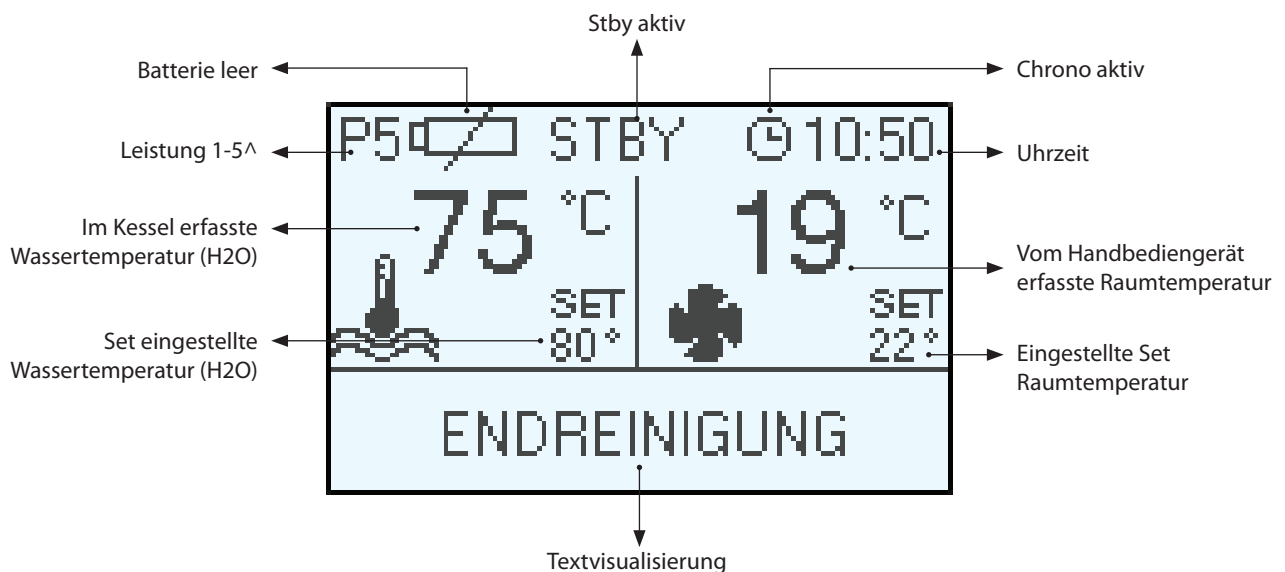 Stby aktiv
Batterie leer
Chrono aktiv
P5 STBY 10:50
Leistung 1-5^
Uhrzeit
75 °C
19 °C
Im Kessel erfasste
Wassertemperatur (H2O)
Vom Handbediengerät
erfasste Raumtemperatur
SET
80°
SET
22°
Set eingestellte
Wassertemperatur (H2O)
Eingestellte Set
Raumtemperatur
ENDREINIGUNG
Textvisualisierung